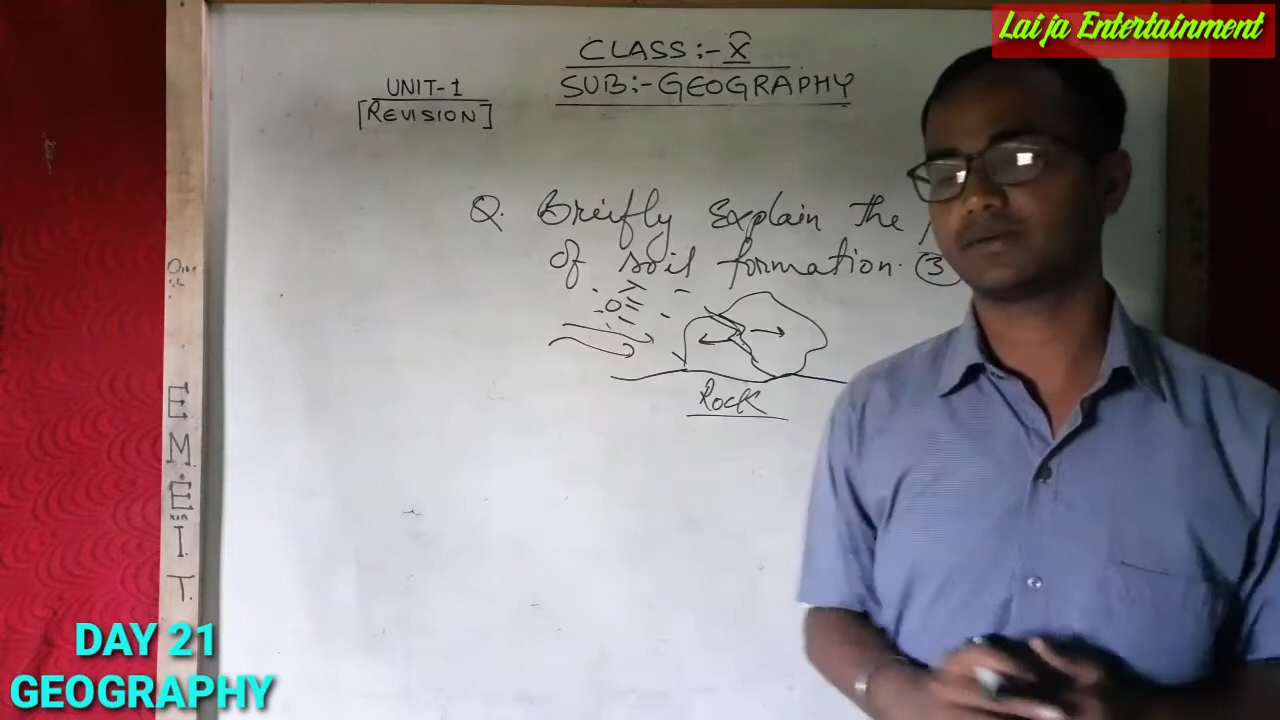 Lai ja Entertainment
CLASS:- X
SUB:- GEOGRAPHY
UNIT-1
[REVISION]
Q. Breifly Explain the
of soil formation. (3)
Rock
E
M
E
I
T
DAY 21
GEOGRAPHY